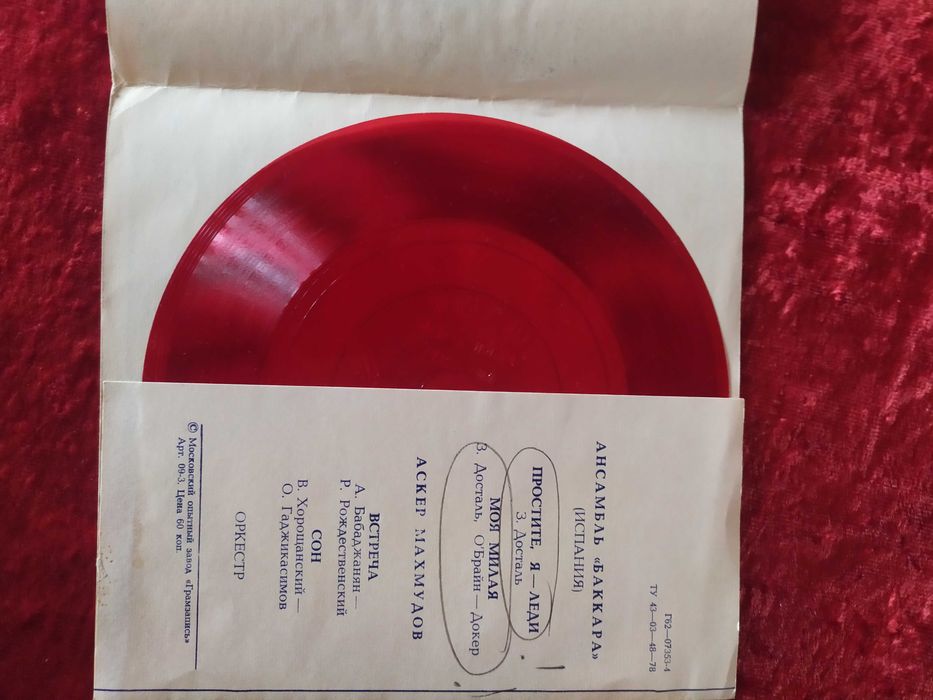 Г62—07353-4
ТУ 43—03—48—78
АНСАМБЛЬ «БАККАРА»
(ИСПАНИЯ)
ПРОСТИТЕ, Я — ЛЕДИ
З. Досталь
МОЯ МИЛАЯ
З. Досталь, О'Брайн — Докер
АСКЕР МАХМУДОВ
ВСТРЕЧА
А. Бабаджанян —
Р. Рождественский
СОН
В. Хорощанский —
О. Гаджикасимов
ОРКЕСТР
© Московский опытный завод «Грамзапись»
Арт. 09-3. Цена 60 коп.